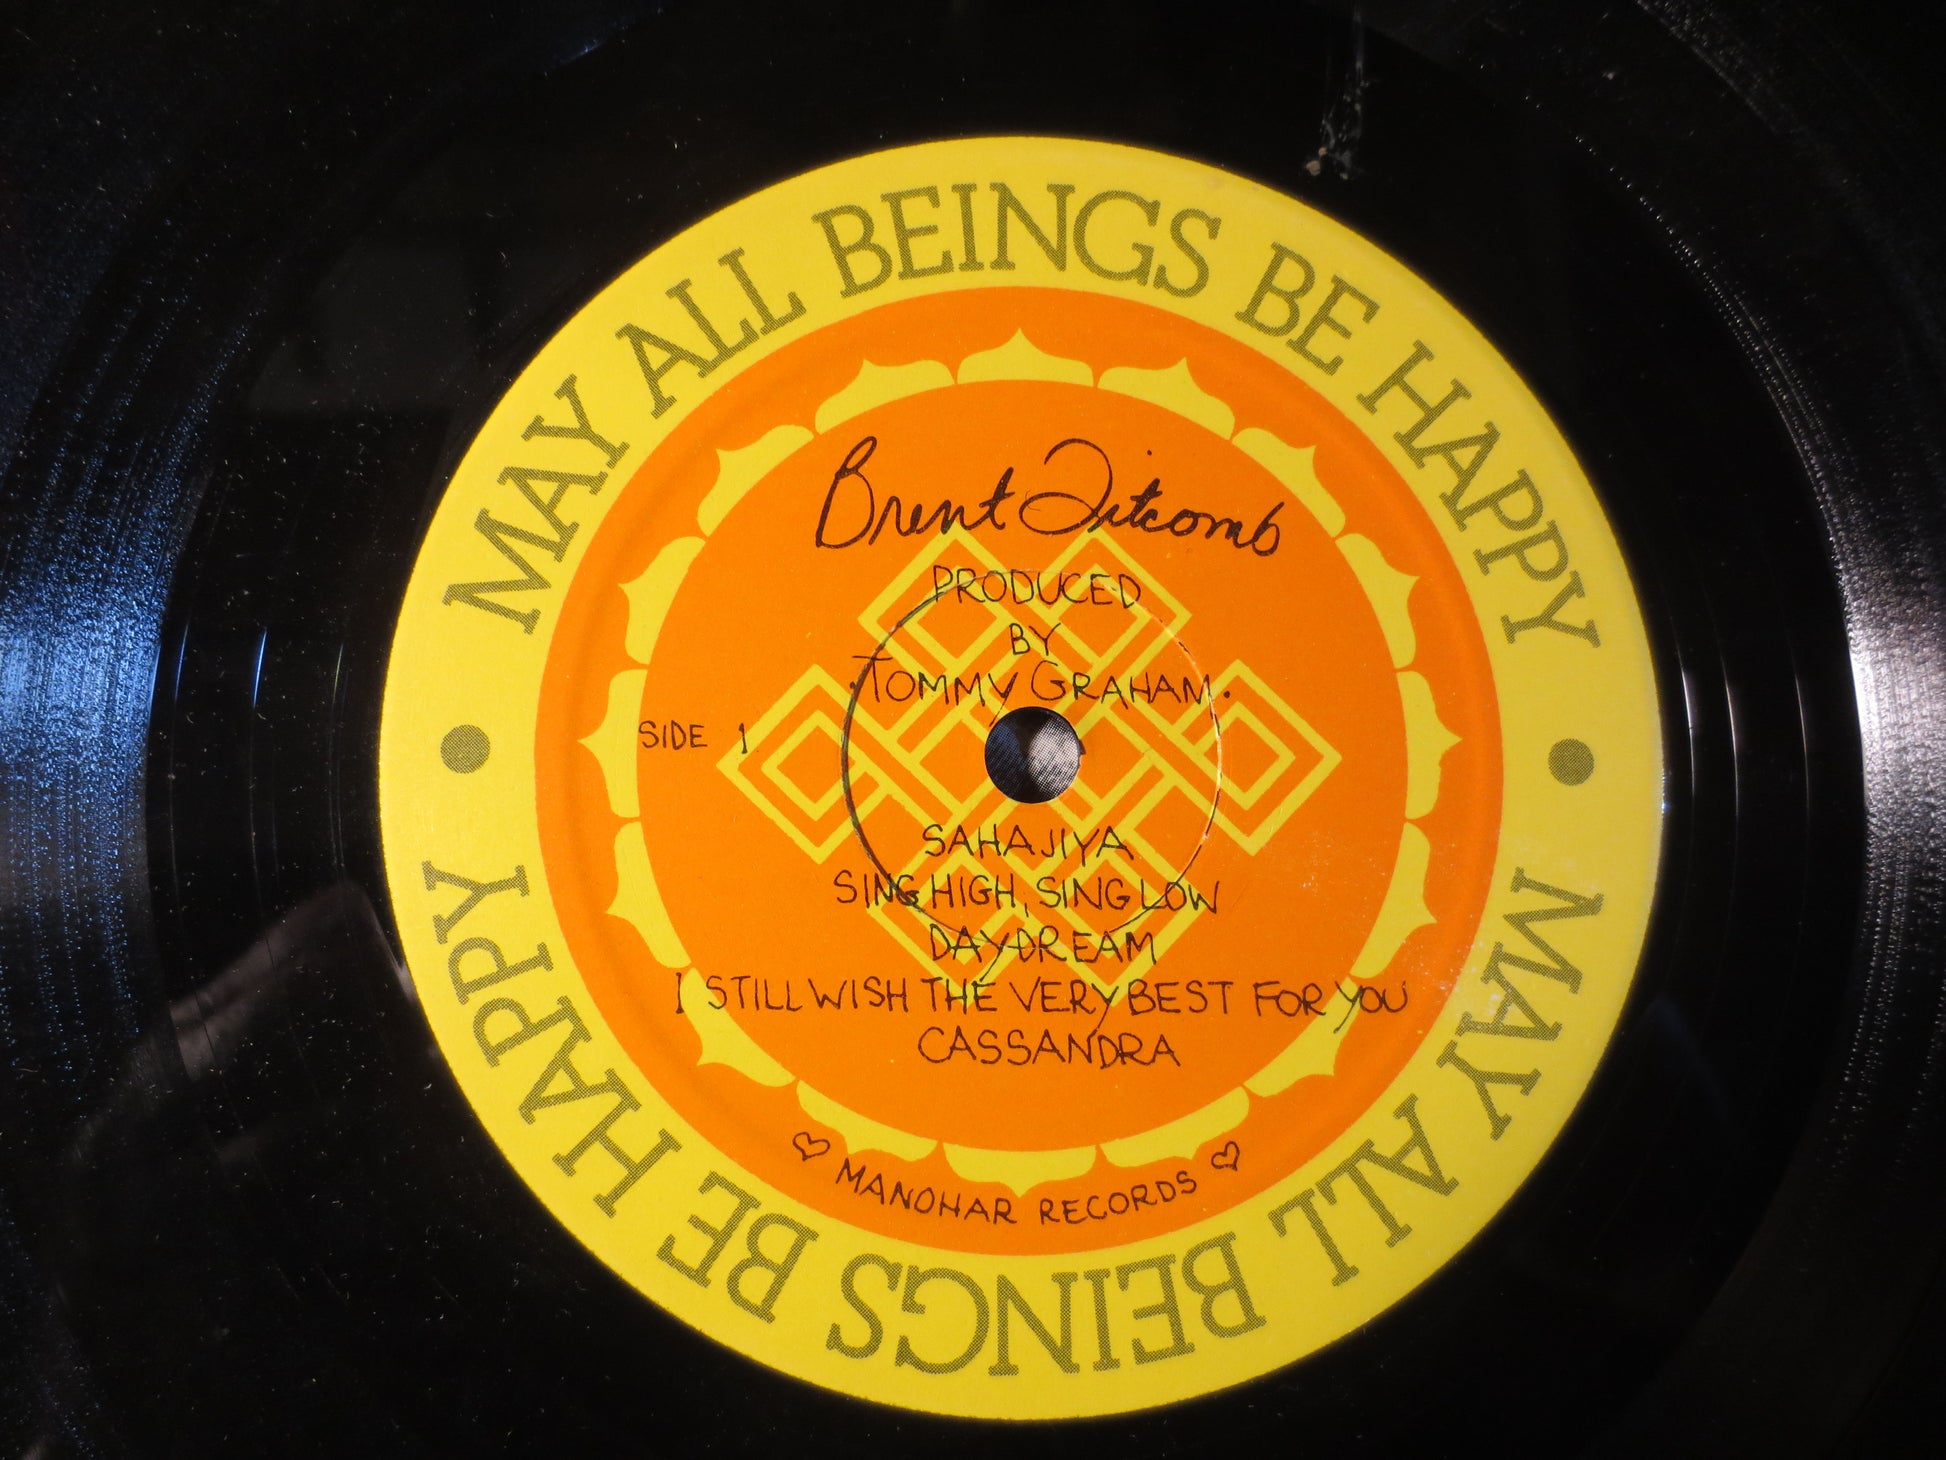 MAY ALL BEINGS BE HAPPY
Brent Titcomb
PRODUCED
BY
·TOMMY GRAHAM·
SIDE 1
SAHAJIYA
SING HIGH, SING LOW
DAYDREAM
I STILL WISH THE VERY BEST FOR YOU
CASSANDRA
♡ MANOHAR RECORDS ♡
• MAY ALL BEINGS BE HAPPY •